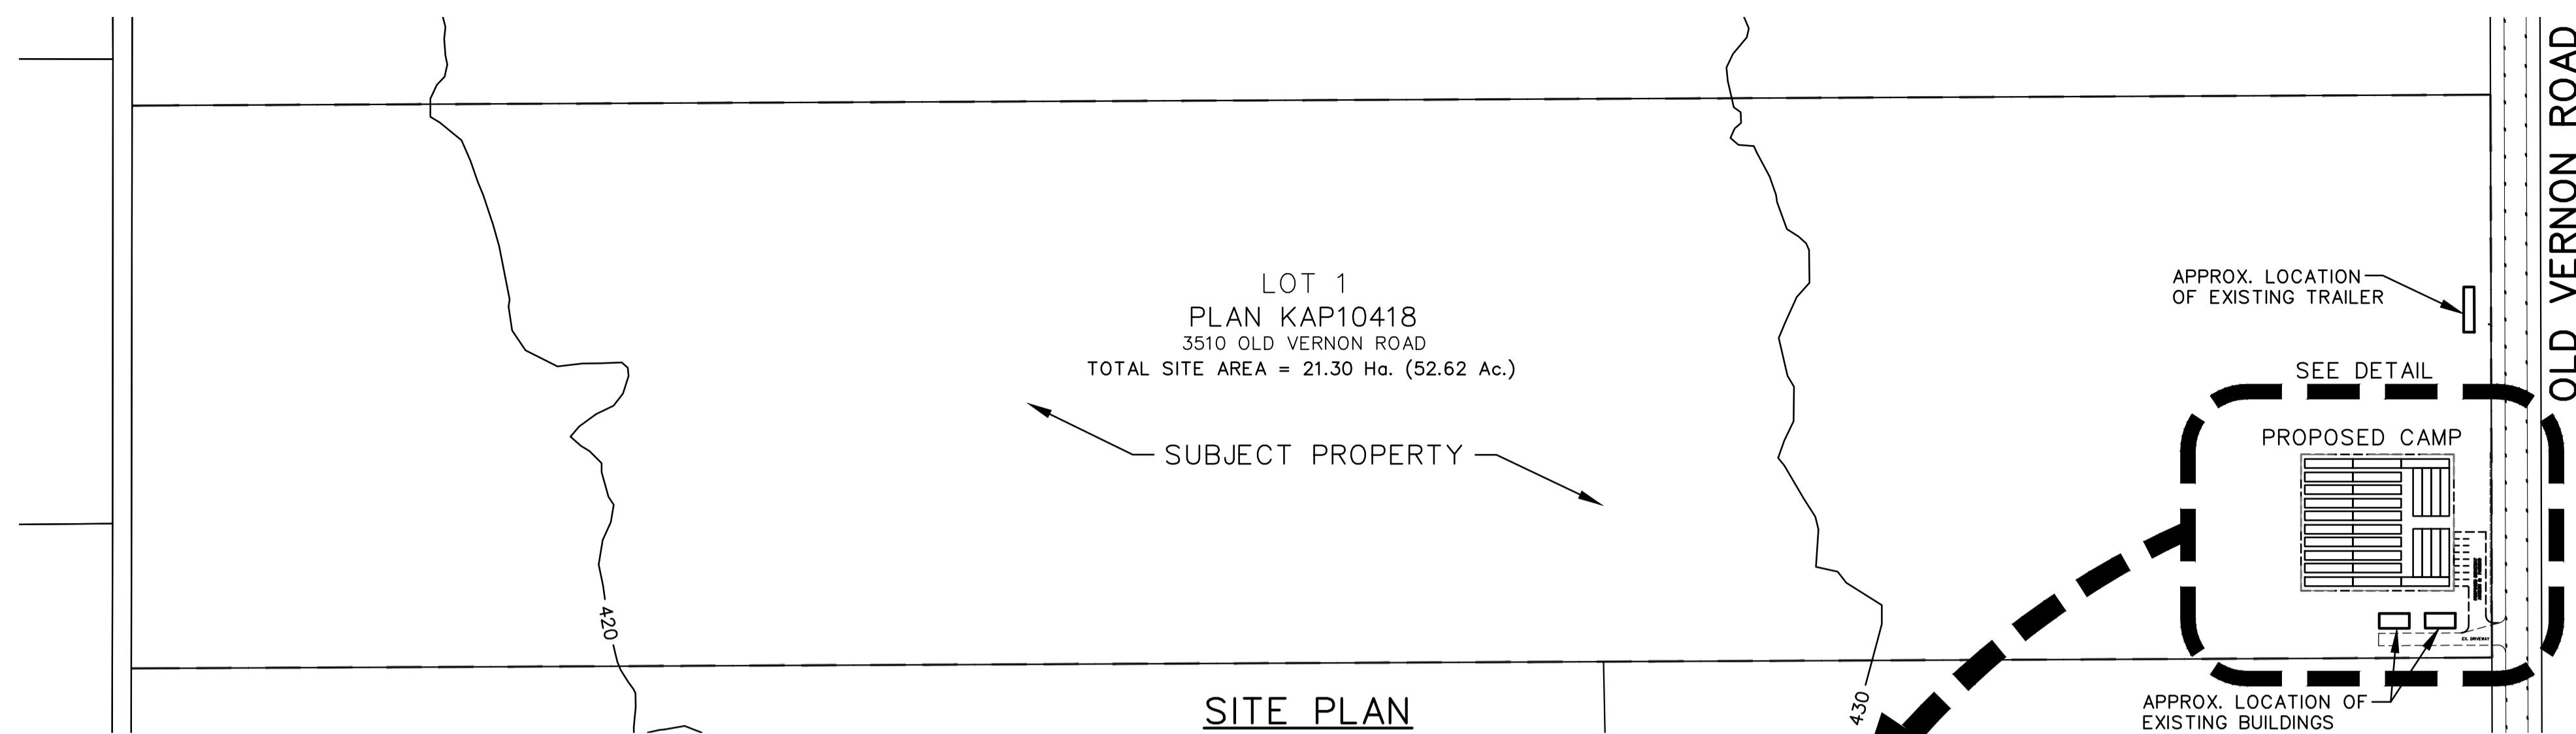 OLD VERNON ROAD
LOT 1
PLAN KAP10418
3510 OLD VERNON ROAD
TOTAL SITE AREA = 21.30 Ha. (52.62 Ac.)
SUBJECT PROPERTY
APPROX. LOCATION
OF EXISTING TRAILER
SEE DETAIL
PROPOSED CAMP
EX. DRIVEWAY
420
430
SITE PLAN
APPROX. LOCATION OF
EXISTING BUILDINGS